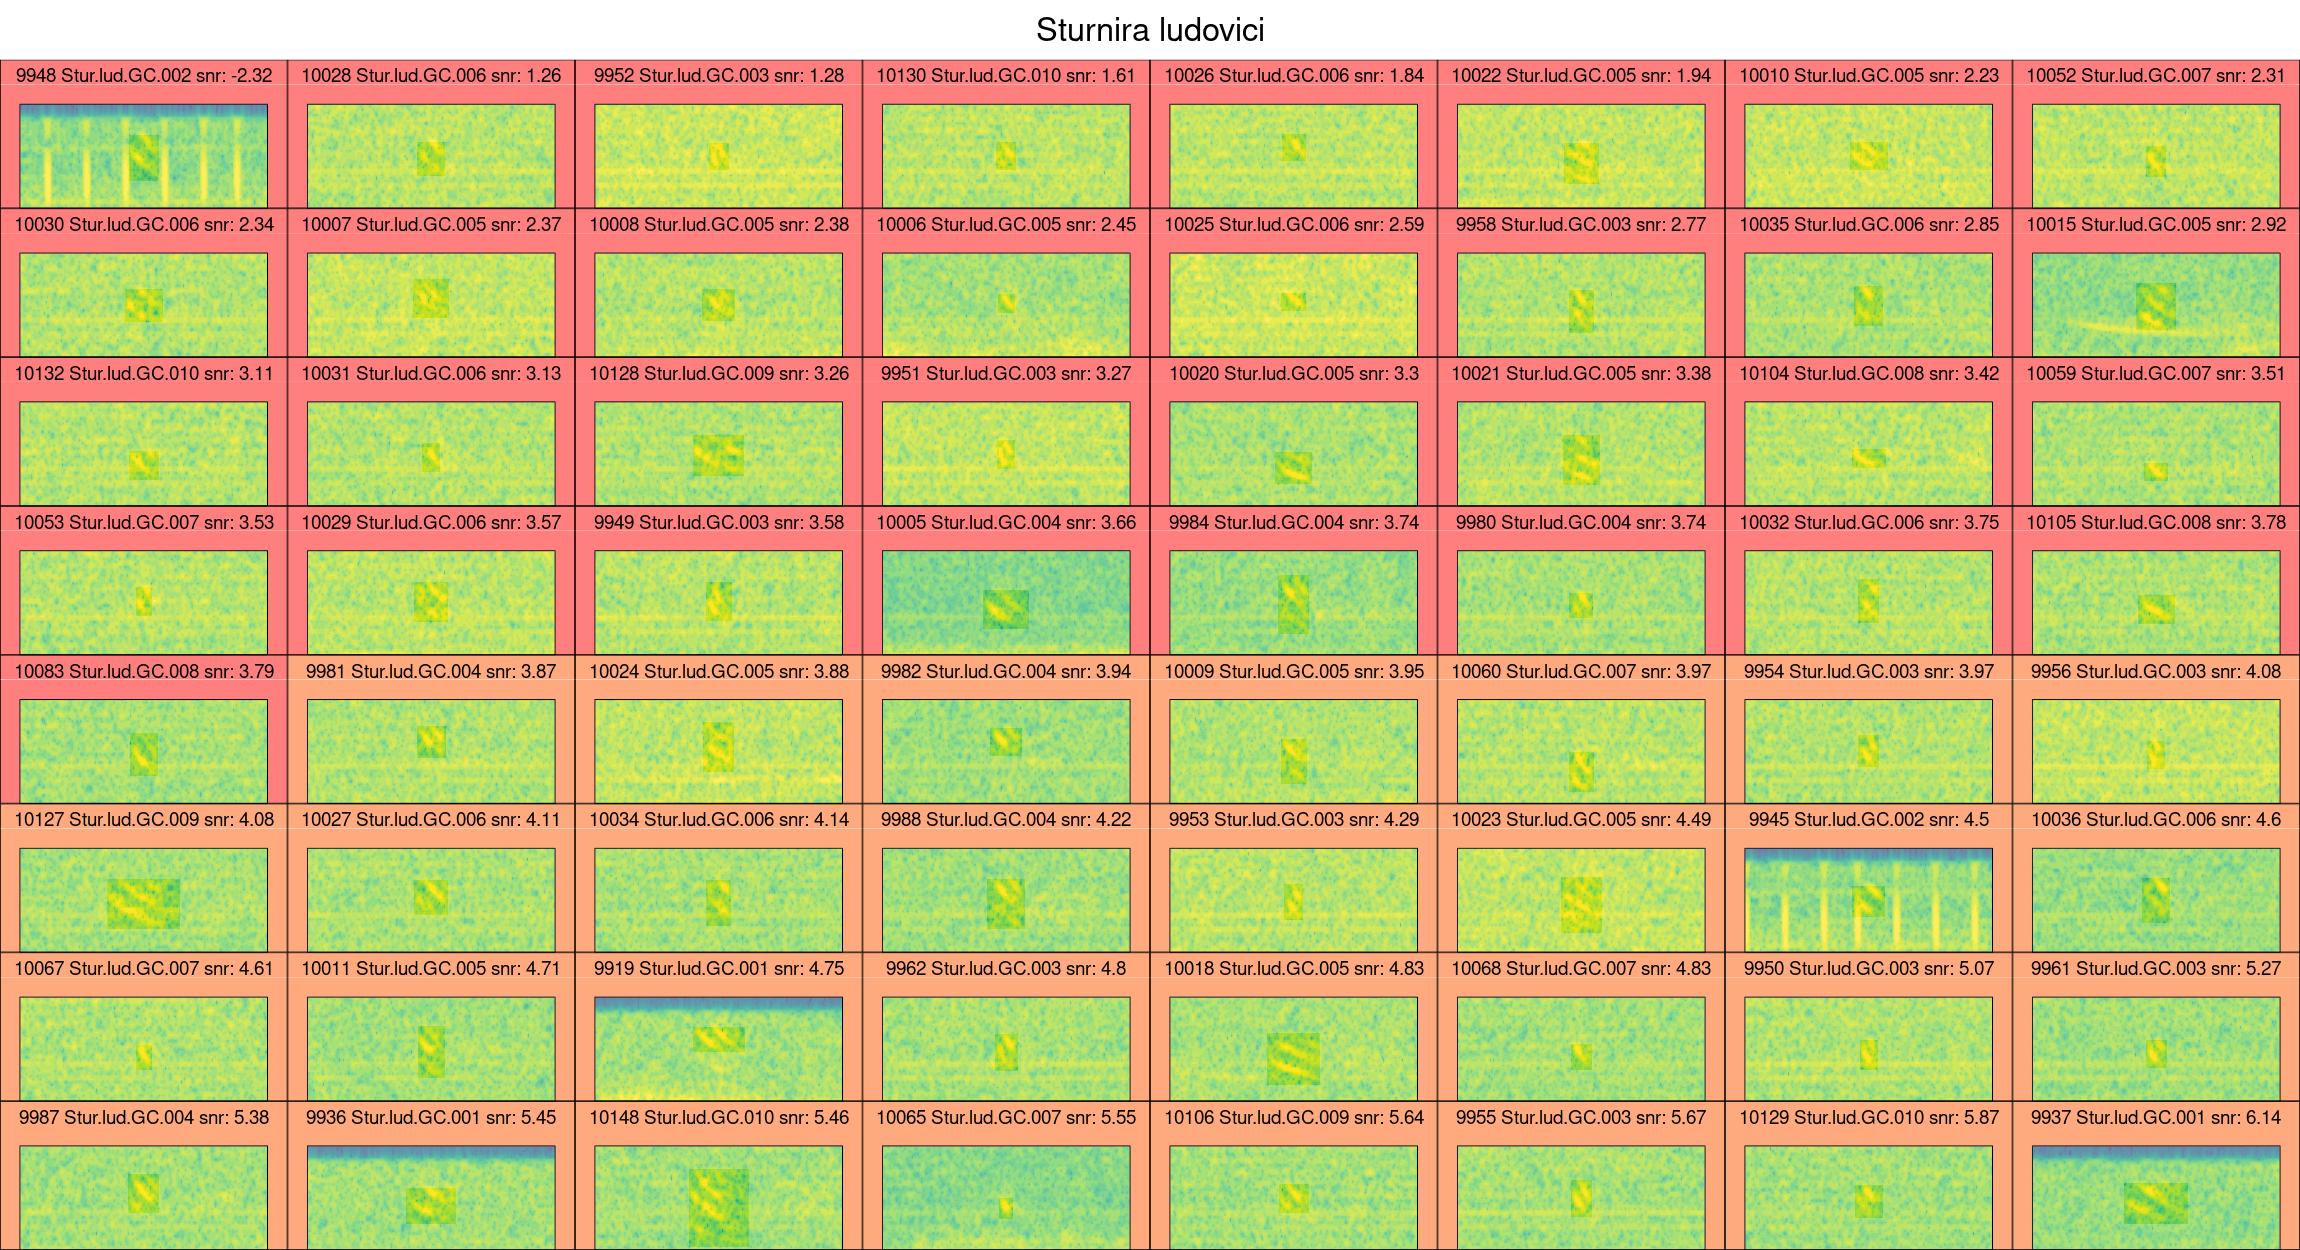 Sturnira ludovici
9948 Stur.lud.GC.002 snr: -2.32
10028 Stur.lud.GC.006 snr: 1.26
9952 Stur.lud.GC.003 snr: 1.28
10130 Stur.lud.GC.010 snr: 1.61
10026 Stur.lud.GC.006 snr: 1.84
10022 Stur.lud.GC.005 snr: 1.94
10010 Stur.lud.GC.005 snr: 2.23
10052 Stur.lud.GC.007 snr: 2.31
10030 Stur.lud.GC.006 snr: 2.34
10007 Stur.lud.GC.005 snr: 2.37
10008 Stur.lud.GC.005 snr: 2.38
10006 Stur.lud.GC.005 snr: 2.45
10025 Stur.lud.GC.006 snr: 2.59
9958 Stur.lud.GC.003 snr: 2.77
10035 Stur.lud.GC.006 snr: 2.85
10015 Stur.lud.GC.005 snr: 2.92
10132 Stur.lud.GC.010 snr: 3.11
10031 Stur.lud.GC.006 snr: 3.13
10128 Stur.lud.GC.009 snr: 3.26
9951 Stur.lud.GC.003 snr: 3.27
10020 Stur.lud.GC.005 snr: 3.3
10021 Stur.lud.GC.005 snr: 3.38
10104 Stur.lud.GC.008 snr: 3.42
10059 Stur.lud.GC.007 snr: 3.51
10053 Stur.lud.GC.007 snr: 3.53
10029 Stur.lud.GC.006 snr: 3.57
9949 Stur.lud.GC.003 snr: 3.58
10005 Stur.lud.GC.004 snr: 3.66
9984 Stur.lud.GC.004 snr: 3.74
9980 Stur.lud.GC.004 snr: 3.74
10032 Stur.lud.GC.006 snr: 3.75
10105 Stur.lud.GC.008 snr: 3.78
10083 Stur.lud.GC.008 snr: 3.79
9981 Stur.lud.GC.004 snr: 3.87
10024 Stur.lud.GC.005 snr: 3.88
9982 Stur.lud.GC.004 snr: 3.94
10009 Stur.lud.GC.005 snr: 3.95
10060 Stur.lud.GC.007 snr: 3.97
9954 Stur.lud.GC.003 snr: 3.97
9956 Stur.lud.GC.003 snr: 4.08
10127 Stur.lud.GC.009 snr: 4.08
10027 Stur.lud.GC.006 snr: 4.11
10034 Stur.lud.GC.006 snr: 4.14
9988 Stur.lud.GC.004 snr: 4.22
9953 Stur.lud.GC.003 snr: 4.29
10023 Stur.lud.GC.005 snr: 4.49
9945 Stur.lud.GC.002 snr: 4.5
10036 Stur.lud.GC.006 snr: 4.6
10067 Stur.lud.GC.007 snr: 4.61
10011 Stur.lud.GC.005 snr: 4.71
9919 Stur.lud.GC.001 snr: 4.75
9962 Stur.lud.GC.003 snr: 4.8
10018 Stur.lud.GC.005 snr: 4.83
10068 Stur.lud.GC.007 snr: 4.83
9950 Stur.lud.GC.003 snr: 5.07
9961 Stur.lud.GC.003 snr: 5.27
9987 Stur.lud.GC.004 snr: 5.38
9936 Stur.lud.GC.001 snr: 5.45
10148 Stur.lud.GC.010 snr: 5.46
10065 Stur.lud.GC.007 snr: 5.55
10106 Stur.lud.GC.009 snr: 5.64
9955 Stur.lud.GC.003 snr: 5.67
10129 Stur.lud.GC.010 snr: 5.87
9937 Stur.lud.GC.001 snr: 6.14